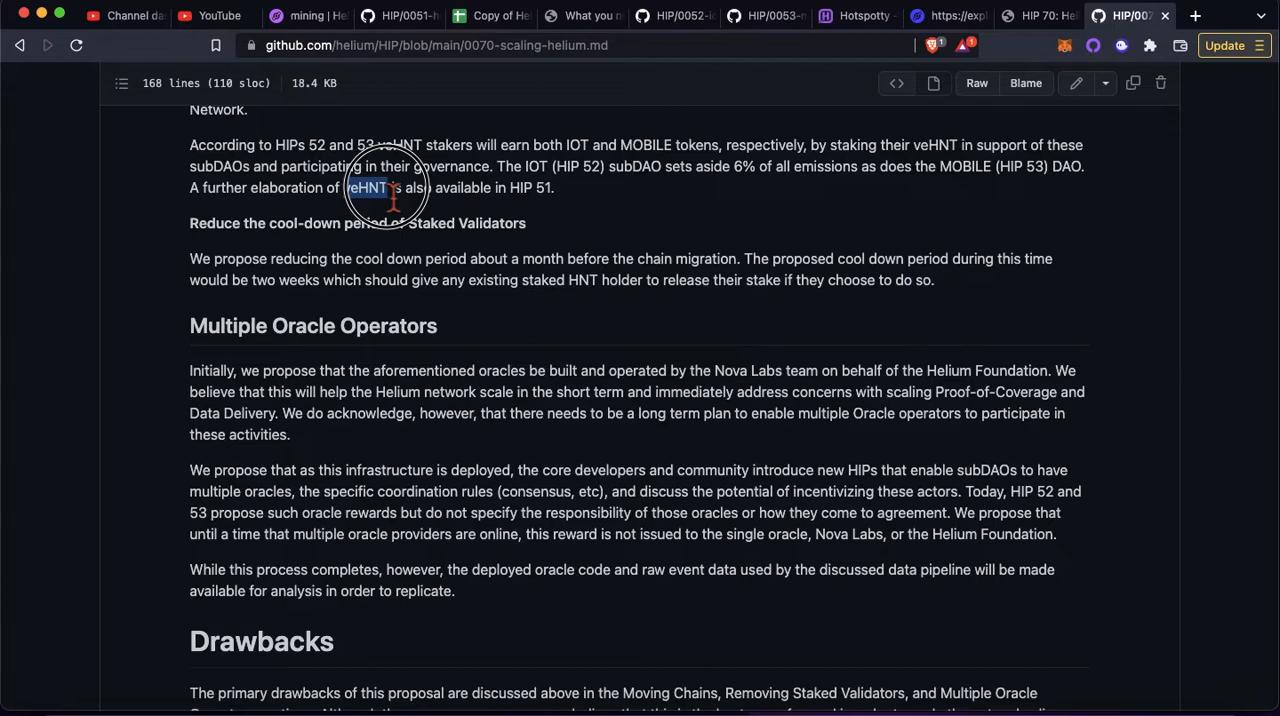 Channel da
YouTube
mining | He
HIP/0051-h
Copy of He
What you n
HIP/0052-i
HIP/0053-m
Hotspotty -
https://exp
HIP 70: He
HIP/007
github.com/helium/HIP/blob/main/0070-scaling-helium.md
1
1
Update
168 lines (110 sloc)
18.4 KB
Raw
Blame
Network.
According to HIPs 52 and 53 veHNT stakers will earn both IOT and MOBILE tokens, respectively, by staking their veHNT in support of these
subDAOs and participating in their governance. The IOT (HIP 52) subDAO sets aside 6% of all emissions as does the MOBILE (HIP 53) DAO.
A further elaboration of veHNT is also available in HIP 51.
Reduce the cool-down period of Staked Validators
We propose reducing the cool down period about a month before the chain migration. The proposed cool down period during this time
would be two weeks which should give any existing staked HNT holder to release their stake if they choose to do so.
Multiple Oracle Operators
Initially, we propose that the aforementioned oracles be built and operated by the Nova Labs team on behalf of the Helium Foundation. We
believe that this will help the Helium network scale in the short term and immediately address concerns with scaling Proof-of-Coverage and
Data Delivery. We do acknowledge, however, that there needs to be a long term plan to enable multiple Oracle operators to participate in
these activities.
We propose that as this infrastructure is deployed, the core developers and community introduce new HIPs that enable subDAOs to have
multiple oracles, the specific coordination rules (consensus, etc), and discuss the potential of incentivizing these actors. Today, HIP 52 and
53 propose such oracle rewards but do not specify the responsibility of those oracles or how they come to agreement. We propose that
until a time that multiple oracle providers are online, this reward is not issued to the single oracle, Nova Labs, or the Helium Foundation.
While this process completes, however, the deployed oracle code and raw event data used by the discussed data pipeline will be made
available for analysis in order to replicate.
Drawbacks
The primary drawbacks of this proposal are discussed above in the Moving Chains, Removing Staked Validators, and Multiple Oracle